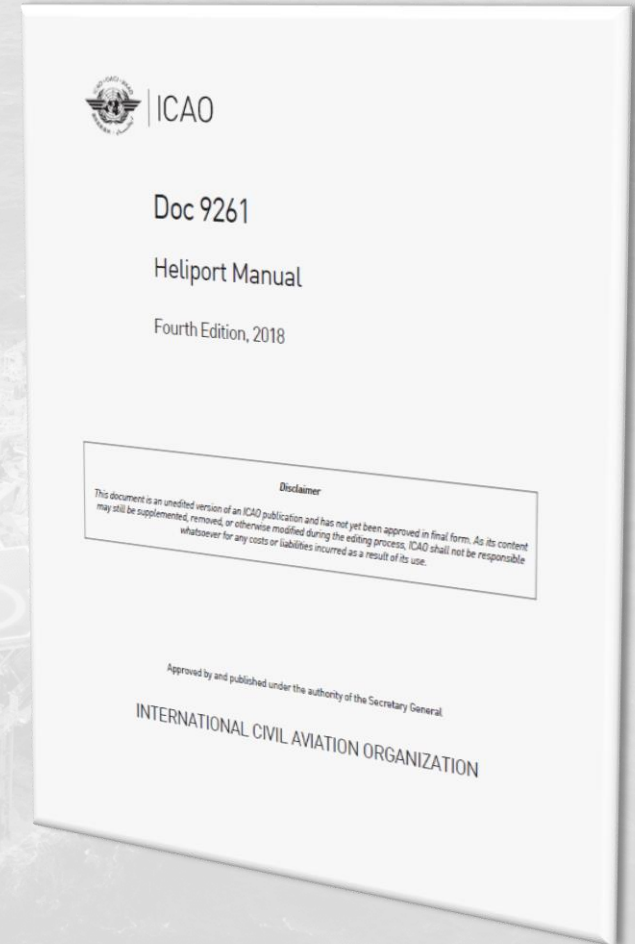 ICAO
Doc 9261
Heliport Manual
Fourth Edition, 2018
Disclaimer
This document is an unedited version of an ICAO publication and has not yet been approved in final form. As its content
may still be supplemented, removed, or otherwise modified during the editing process, ICAO shall not be responsible
whatsoever for any costs or liabilities incurred as a result of its use.
Approved by and published under the authority of the Secretary General
INTERNATIONAL CIVIL AVIATION ORGANIZATION